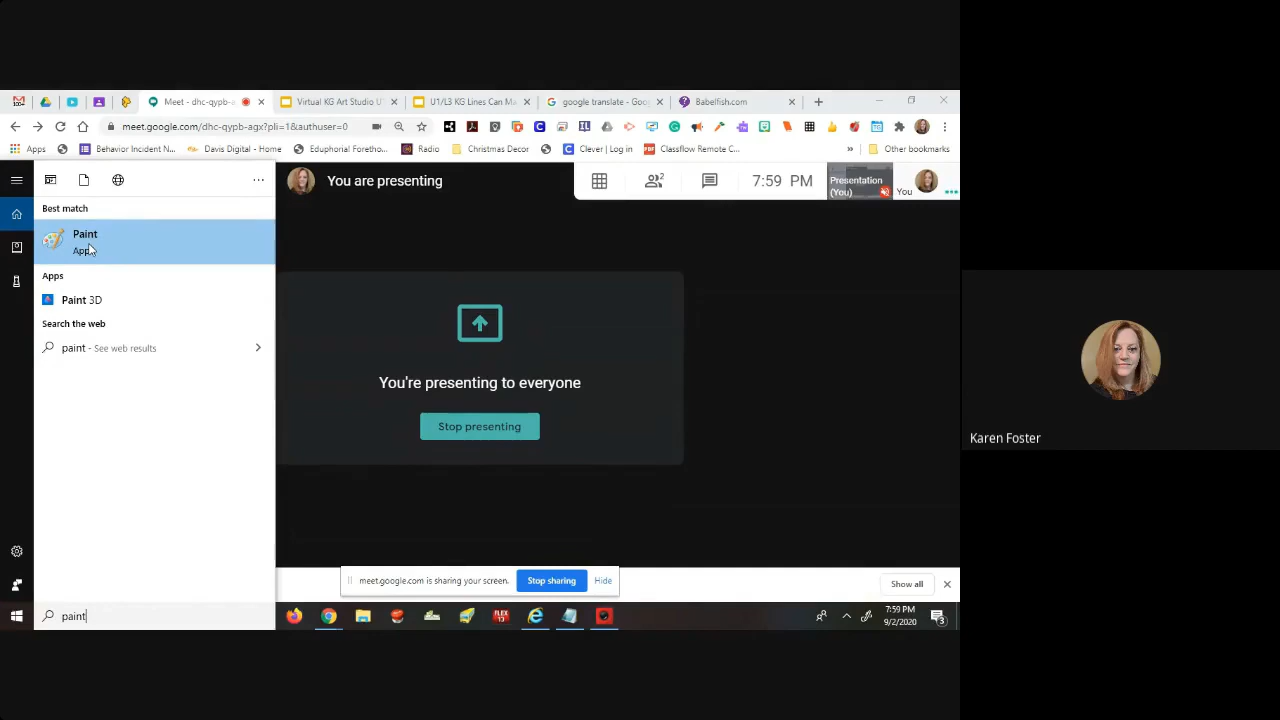 Meet - dhc-qypb-a
Virtual KG Art Studio U
U1/L3 KG Lines Can Ma
google translate - Goo
Babelfish.com
meet.google.com/dhc-qypb-agx?pli=1&authuser=0
Apps
Behavior Incident N...
Davis Digital - Home
Eduphorial Foretho...
Radio
Christmas Decor
Clever | Log in
Classflow Remote C...
»
Other bookmarks
You are presenting
2
7:59 PM
Presentation
(You)
You
...
Best match
Paint
App
Apps
Paint 3D
Search the web
paint - See web results
You're presenting to everyone
Stop presenting
meet.google.com is sharing your screen.
Stop sharing
Hide
Show all
paint
FLEX
13
7:59 PM
9/2/2020
3
Karen Foster